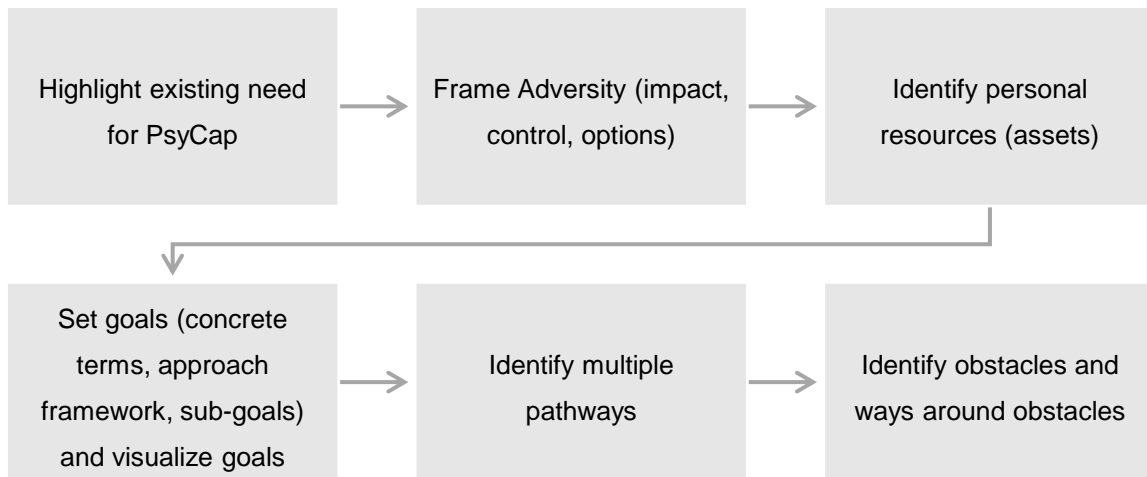 Highlight existing need
for PsyCap
Frame Adversity (impact,
control, options)
Identify personal
resources (assets)
Set goals (concrete
terms, approach
framework, sub-goals)
and visualize goals
Identify multiple
pathways
Identify obstacles and
ways around obstacles